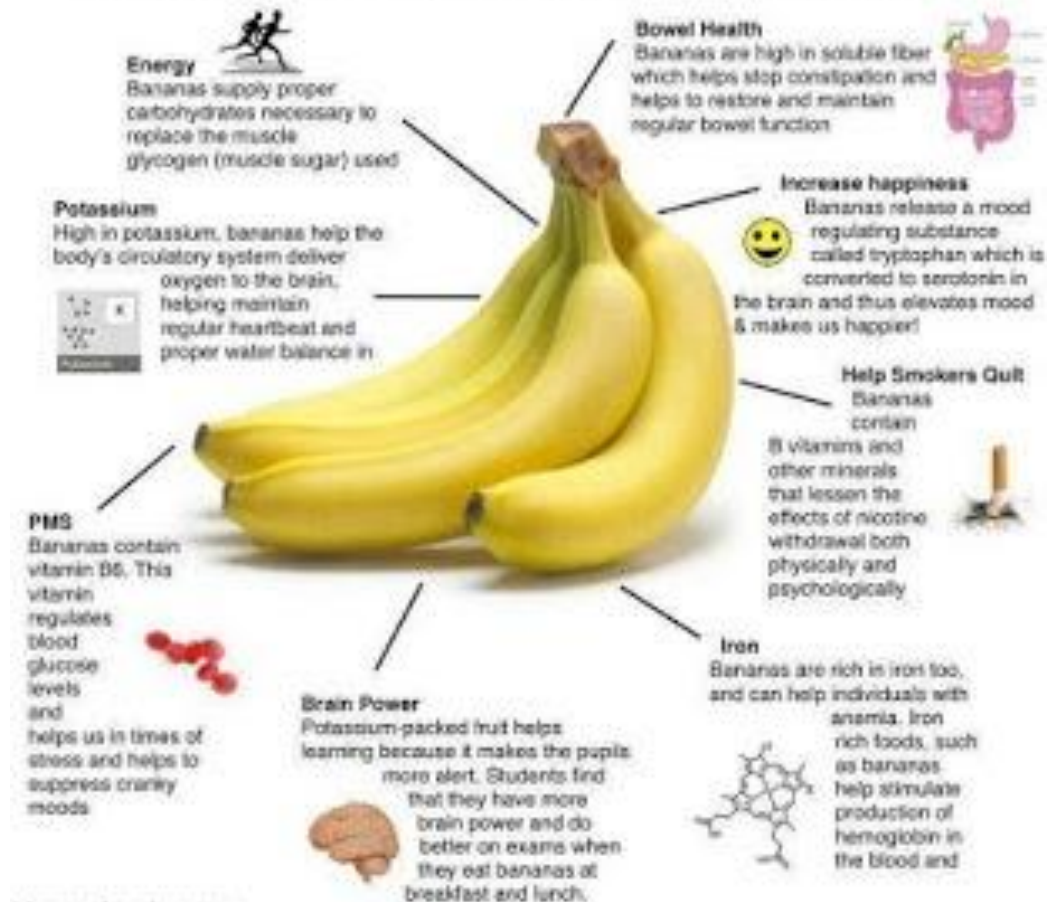 Energy
Bananas supply proper
carbohydrates necessary to
replace the muscle
glycogen (muscle sugar) used
Bowel Health
Bananas are high in soluble fiber
which helps stop constipation and
helps to restore and maintain
regular bowel function
Potassium
High in potassium, bananas help the
body's circulatory system deliver
oxygen to the brain,
helping maintain
regular heartbeat and
proper water balance in
K
Increase happiness
Bananas release a mood
regulating substance
called tryptophan which is
converted to serotonin in
the brain and thus elevates mood
& makes us happier!
Help Smokers Quit
Bananas
contain
B vitamins and
other minerals
that lessen the
effects of nicotine
withdrawal both
physically and
psychologically
PMS
Bananas contain
vitamin B6. This
vitamin
regulates
blood
glucose
levels
and
helps us in times of
stress and helps to
suppress cranky
moods
Brain Power
Potassium-packed fruit helps
learning because it makes the pupils
more alert. Students find
that they have more
brain power and do
better on exams when
they eat bananas at
breakfast and lunch.
Iron
Bananas are rich in iron too,
and can help individuals with
anemia. Iron
rich foods, such
as bananas
help stimulate
production of
hemoglobin in
the blood and